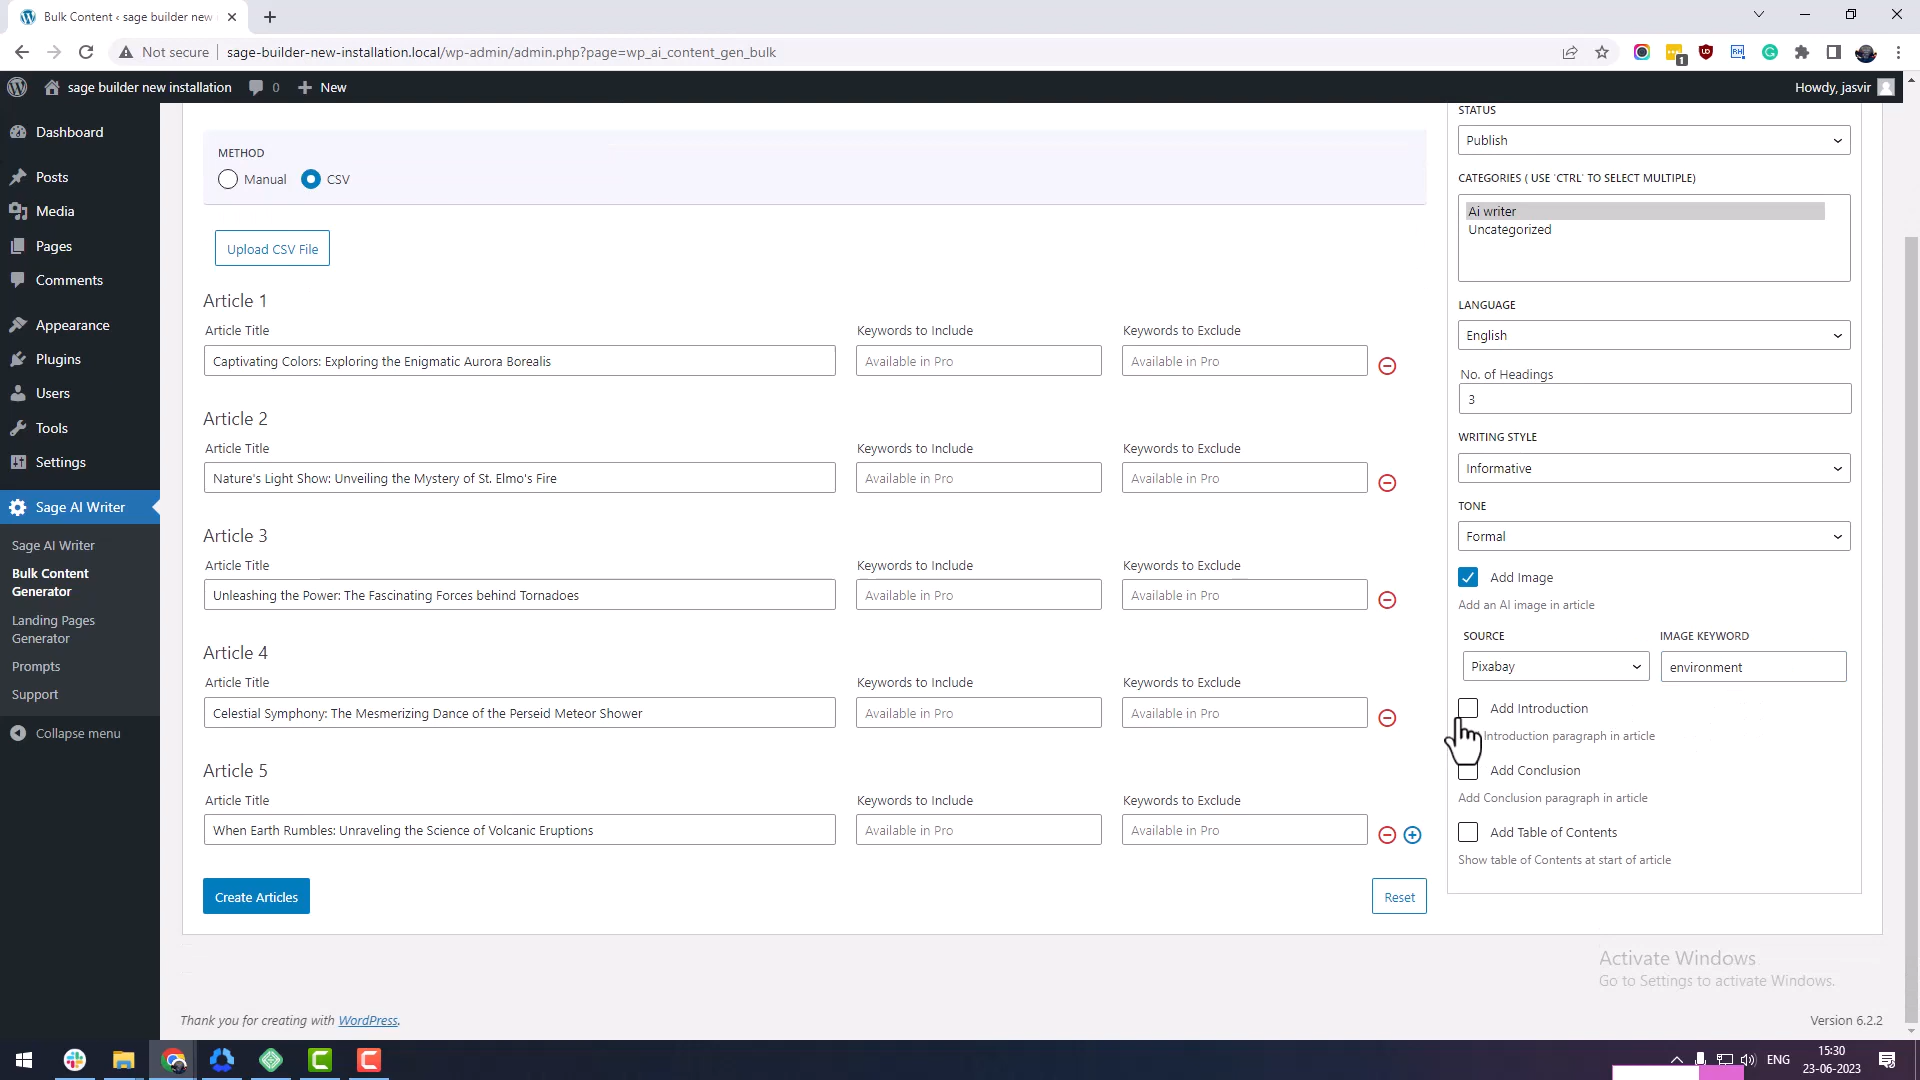 Bulk Content ‹ sage builder new
Not secure
sage-builder-new-installation.local/wp-admin/admin.php?page=wp_ai_content_gen_bulk
1
sage builder new installation
0
New
Howdy, jasvir
Dashboard
Posts
Media
Pages
Comments
Appearance
Plugins
Users
Tools
Settings
Sage AI Writer
Sage AI Writer
Bulk Content
Generator
Landing Pages
Generator
Prompts
Support
Collapse menu
METHOD
Manual
CSV
Upload CSV File
Article 1
Article Title
Keywords to Include
Keywords to Exclude
Captivating Colors: Exploring the Enigmatic Aurora Borealis
Available in Pro
Available in Pro
Article 2
Article Title
Keywords to Include
Keywords to Exclude
Nature's Light Show: Unveiling the Mystery of St. Elmo's Fire
Available in Pro
Available in Pro
Article 3
Article Title
Keywords to Include
Keywords to Exclude
Unleashing the Power: The Fascinating Forces behind Tornadoes
Available in Pro
Available in Pro
Article 4
Article Title
Keywords to Include
Keywords to Exclude
Celestial Symphony: The Mesmerizing Dance of the Perseid Meteor Shower
Available in Pro
Available in Pro
Article 5
Article Title
Keywords to Include
Keywords to Exclude
When Earth Rumbles: Unraveling the Science of Volcanic Eruptions
Available in Pro
Available in Pro
Create Articles
Reset
STATUS
Publish
CATEGORIES ( USE `CTRL` TO SELECT MULTIPLE)
Ai writer
Uncategorized
LANGUAGE
English
No. of Headings
3
WRITING STYLE
Informative
TONE
Formal
Add Image
Add an AI image in article
SOURCE
IMAGE KEYWORD
Pixabay
environment
Add Introduction
Introduction paragraph in article
Add Conclusion
Add Conclusion paragraph in article
Add Table of Contents
Show table of Contents at start of article
Activate Windows
Go to Settings to activate Windows.
Thank you for creating with WordPress.
Version 6.2.2
ENG
15:30
23-06-2023